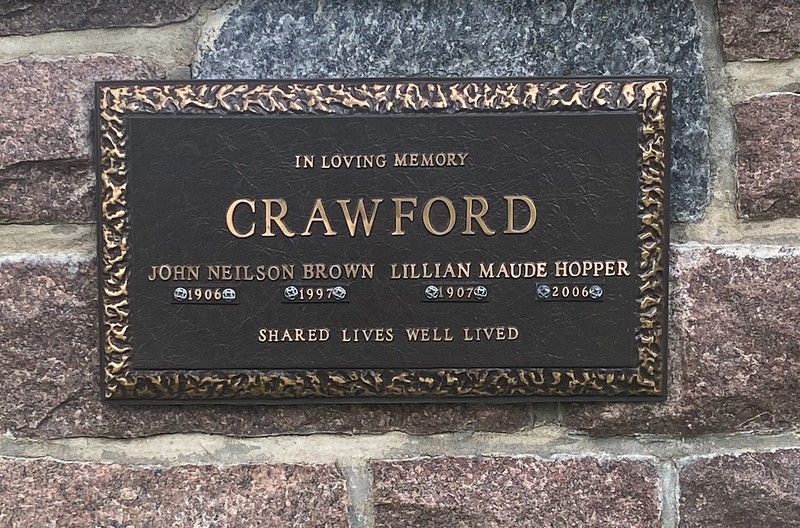 IN LOVING MEMORY
CRAWFORD
JOHN NEILSON BROWN LILLIAN MAUDE HOPPER
1906 1997 1907 2006
SHARED LIVES WELL LIVED